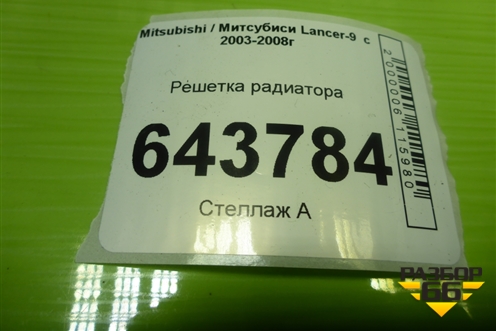 Mitsubishi / Митсубиси Lancer-9 с
2003-2008г
Решетка радиатора
643784
Стеллаж А
2000006115980
РАЗБОР
66